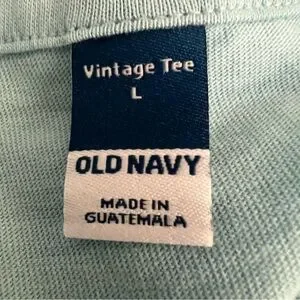 Vintage Tee
L
OLD NAVY
MADE IN
GUATEMALA